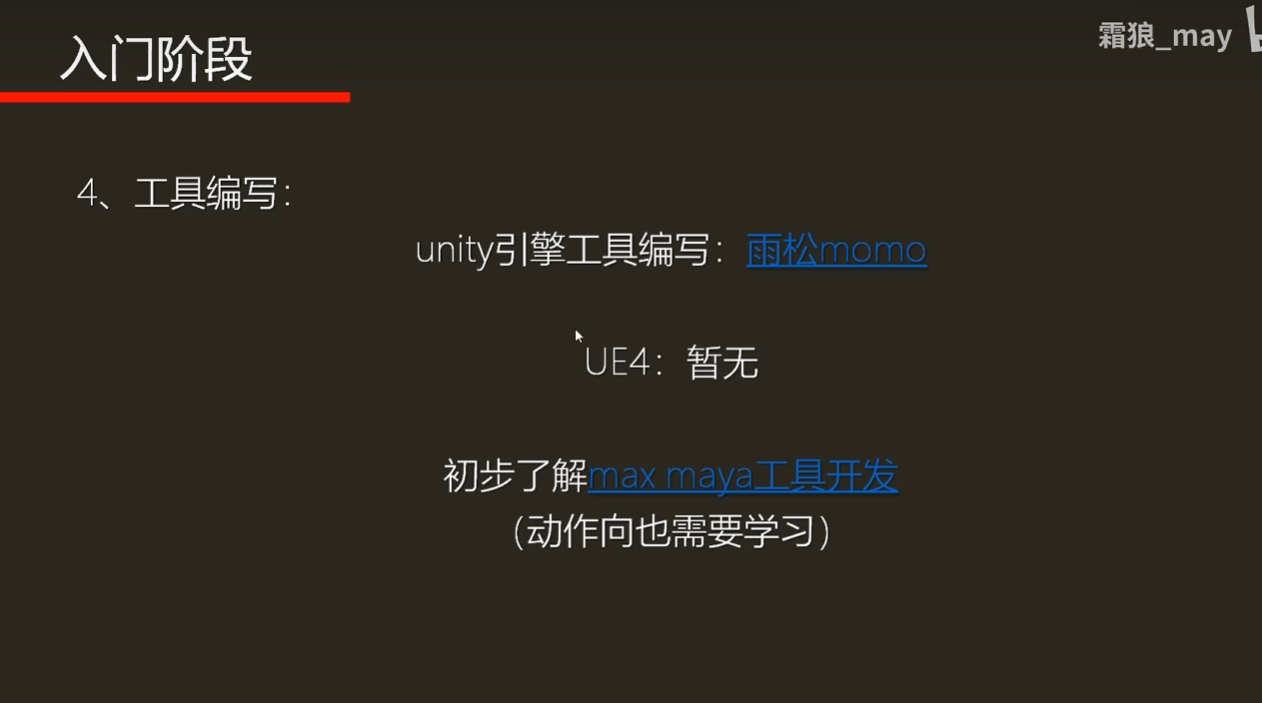 霜狼_may
入门阶段
4、工具编写：
unity引擎工具编写：雨松momo
UE4：暂无
初步了解max maya工具开发
（动作向也需要学习）